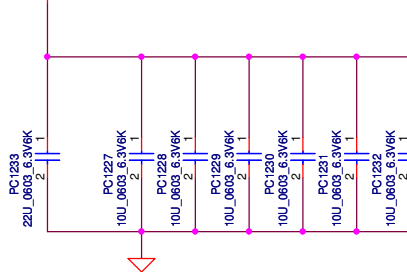 PC1233
22U_0603_6.3V6K
1
2
PC1227
10U_0603_6.3V6K
1
2
PC1228
10U_0603_6.3V6K
1
2
PC1229
10U_0603_6.3V6K
1
2
PC1230
10U_0603_6.3V6K
1
2
PC1231
10U_0603_6.3V6K
1
2
PC1232
10U_0603_6.3V6K
1
2